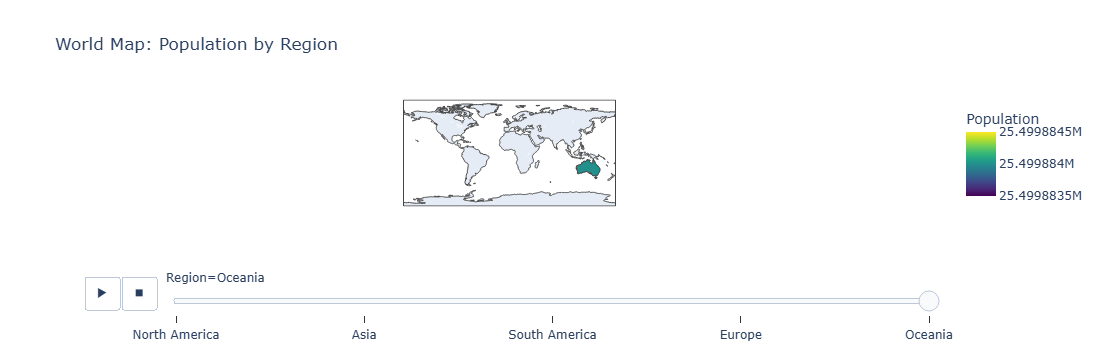 World Map: Population by Region
Population
25.4998845M
25.499884M
25.4998835M
Region=Oceania
North America
Asia
South America
Europe
Oceania